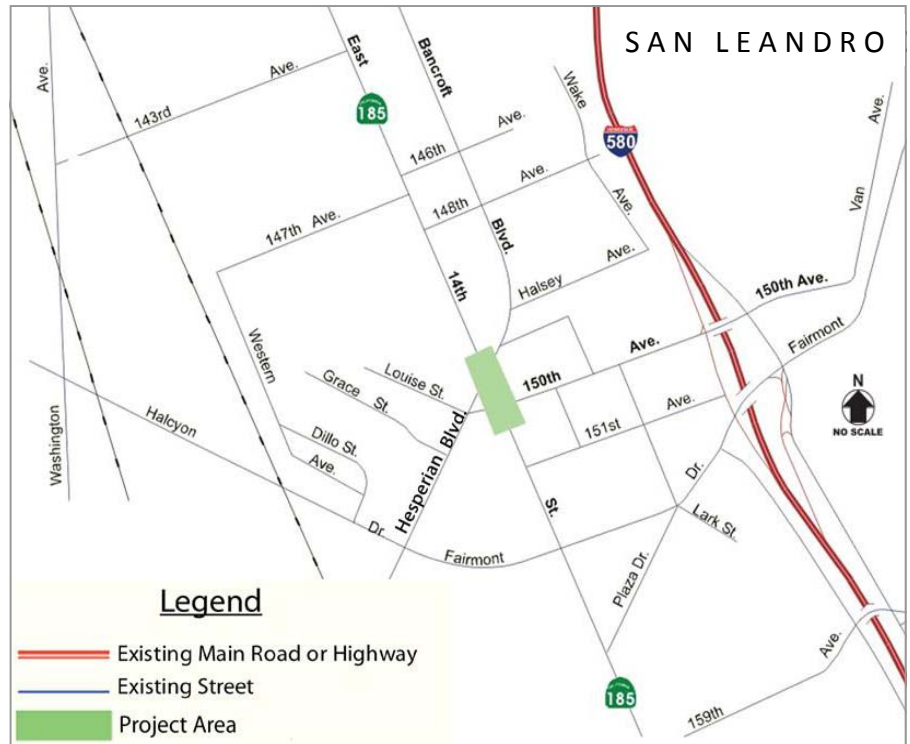 SAN LEANDRO
Ave.
143rd Ave.
East
185
Bancroft
Wake
580
Ave.
146th Ave.
148th Ave.
Ave.
Van
147th Ave.
Blvd.
14th
Halsey Ave.
150th Ave.
Fairmont
Western
Louise St.
Grace St.
150th Ave.
Hesperian Blvd.
151st Ave.
N
NO SCALE
Halcyon
Washington
Dillo St.
Ave.
Dr.
St.
Dr.
Lark St.
Fairmont
Plaza Dr.
185
Ave.
159th
Legend
Existing Main Road or Highway
Existing Street
Project Area